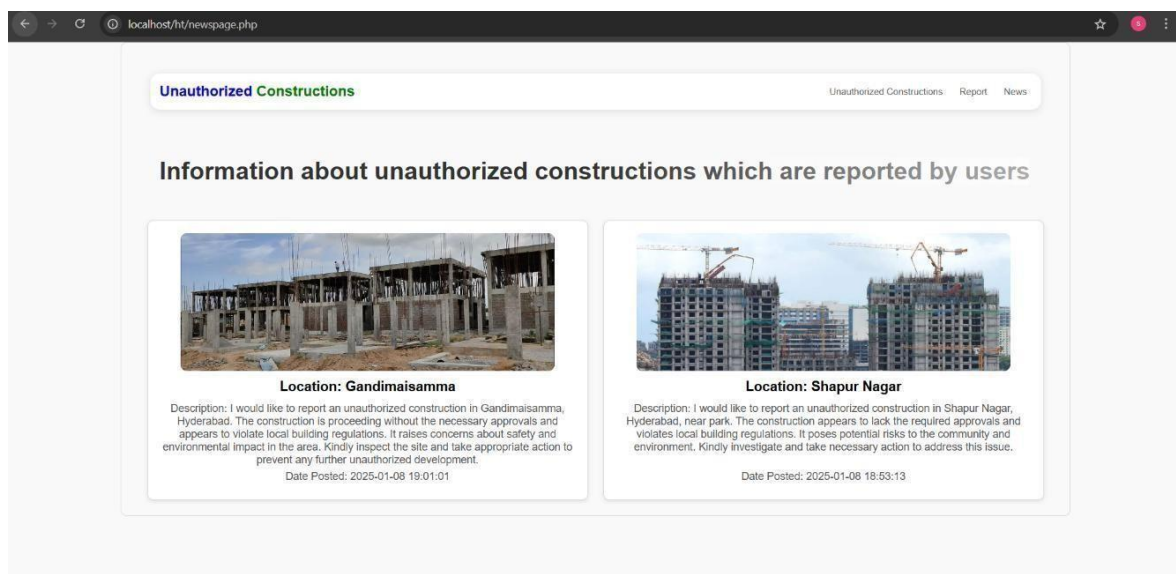 localhost/ht/newspage.php
S
Unauthorized Constructions
Unauthorized Constructions Report News
Information about unauthorized constructions which are reported by users
Location: Gandimaisamma
Description: I would like to report an unauthorized construction in Gandimaisamma,
Hyderabad. The construction is proceeding without the necessary approvals and
appears to violate local building regulations. It raises concerns about safety and
environmental impact in the area. Kindly inspect the site and take appropriate action to
prevent any further unauthorized development.
Date Posted: 2025-01-08 19:01:01
Location: Shapur Nagar
Description: I would like to report an unauthorized construction in Shapur Nagar,
Hyderabad, near park. The construction appears to lack the required approvals and
violates local building regulations. It poses potential risks to the community and
environment. Kindly investigate and take necessary action to address this issue.
Date Posted: 2025-01-08 18:53:13